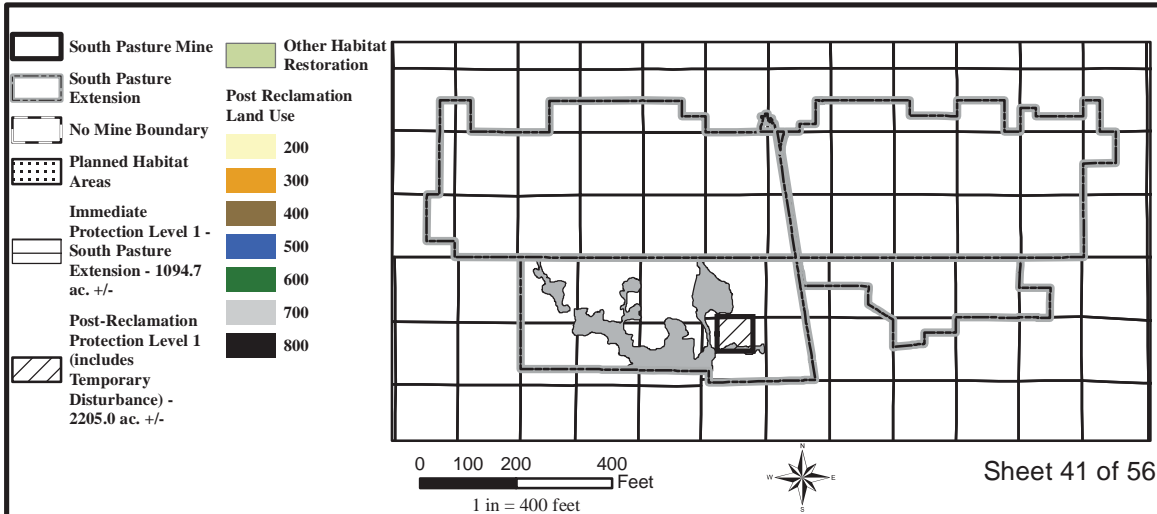 South Pasture Mine
South Pasture
Extension
No Mine Boundary
Planned Habitat
Areas
Immediate
Protection Level 1 -
South Pasture
Extension - 1094.7
ac. +/-
Post-Reclamation
Protection Level 1
(includes
Temporary
Disturbance) -
2205.0 ac. +/-
Other Habitat
Restoration
Post Reclamation
Land Use
200
300
400
500
600
700
800
0 100 200 400
Feet
1 in = 400 feet
N
W E
S
Sheet 41 of 56